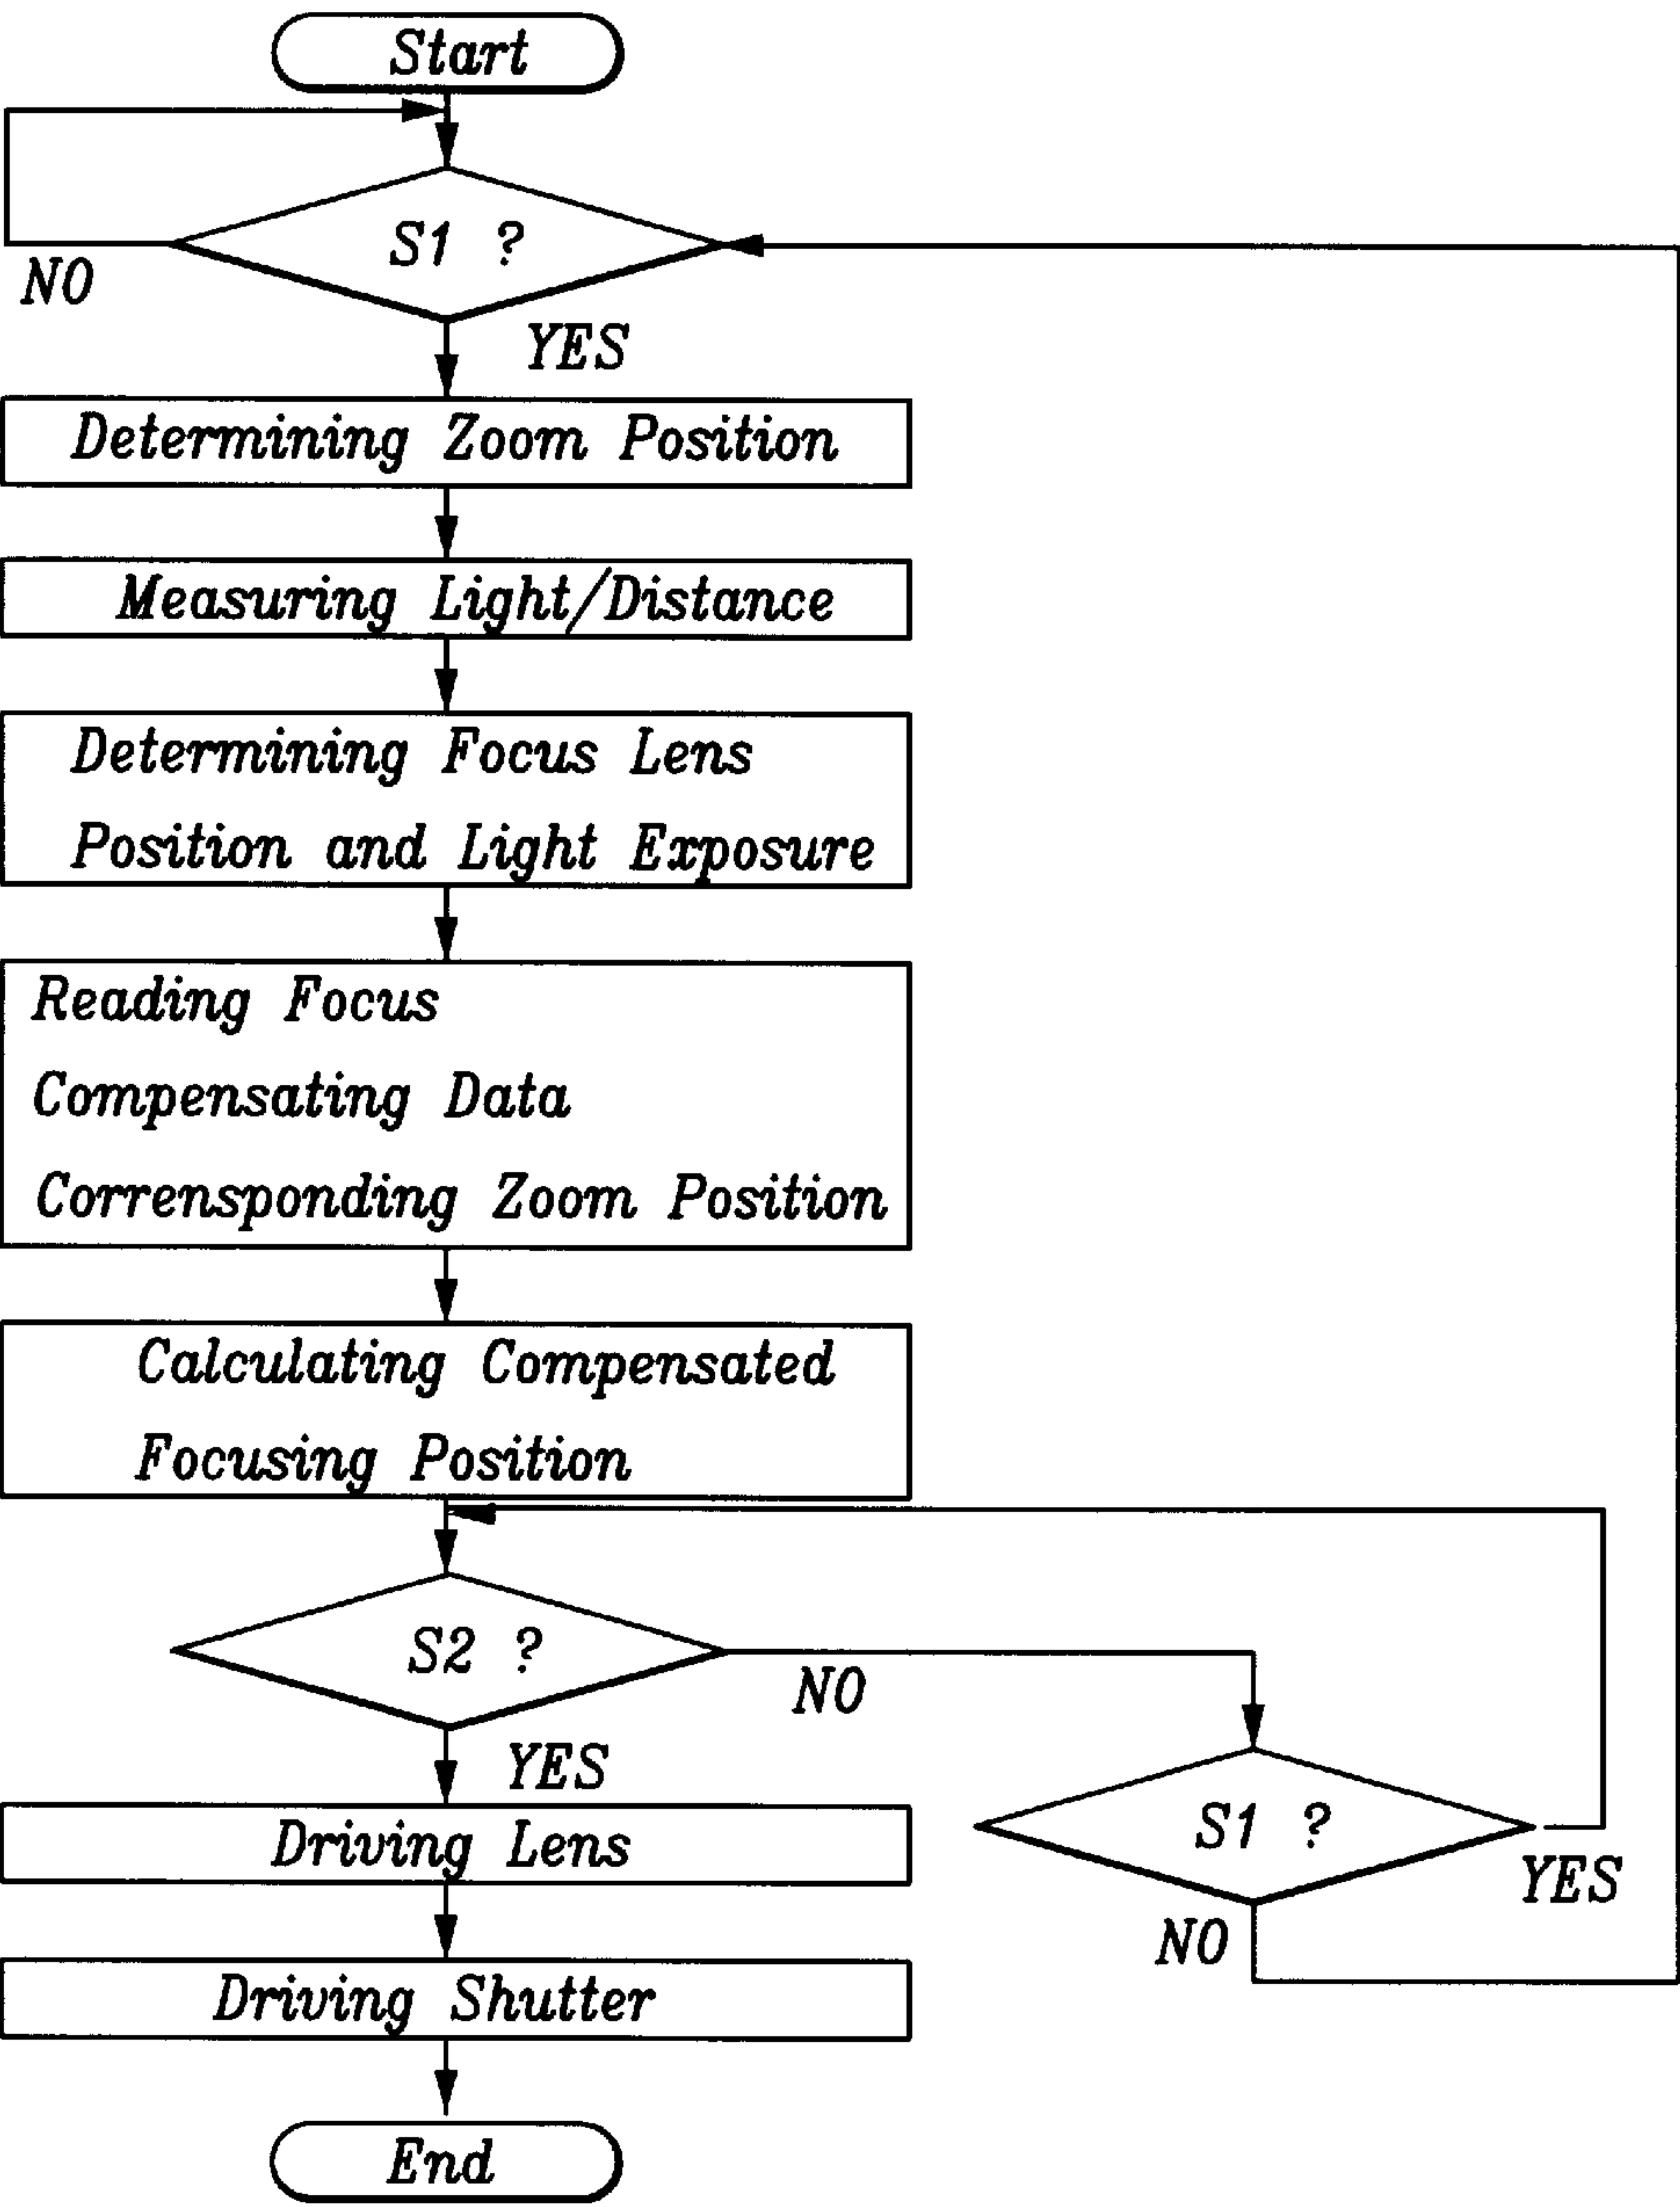 Start
S1 ?
NO
YES
Determining Zoom Position
Measuring Light/Distance
Determining Focus Lens
Position and Light Exposure
Reading Focus
Compensating Data
Corrensponding Zoom Position
Calculating Compensated
Focusing Position
S2 ?
NO
YES
S1 ?
YES
NO
Driving Lens
Driving Shutter
End